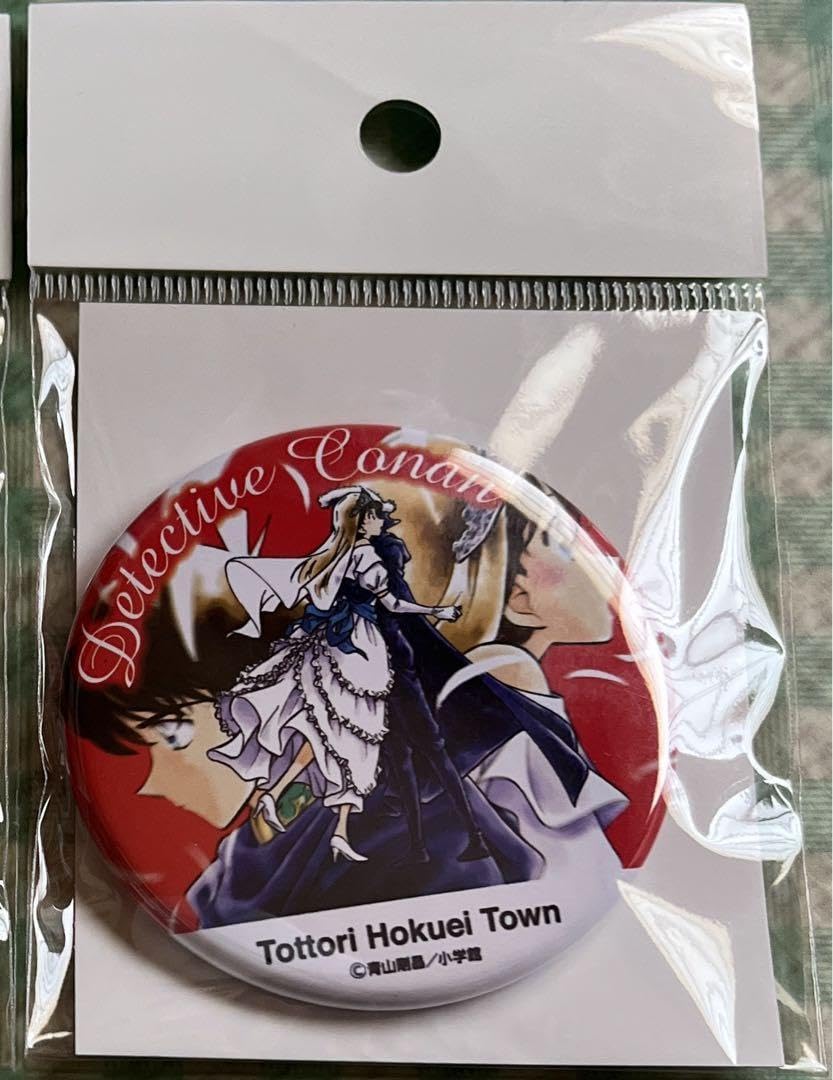 Detective Conan
Tottori Hokuei Town
©青山剛昌／小学館